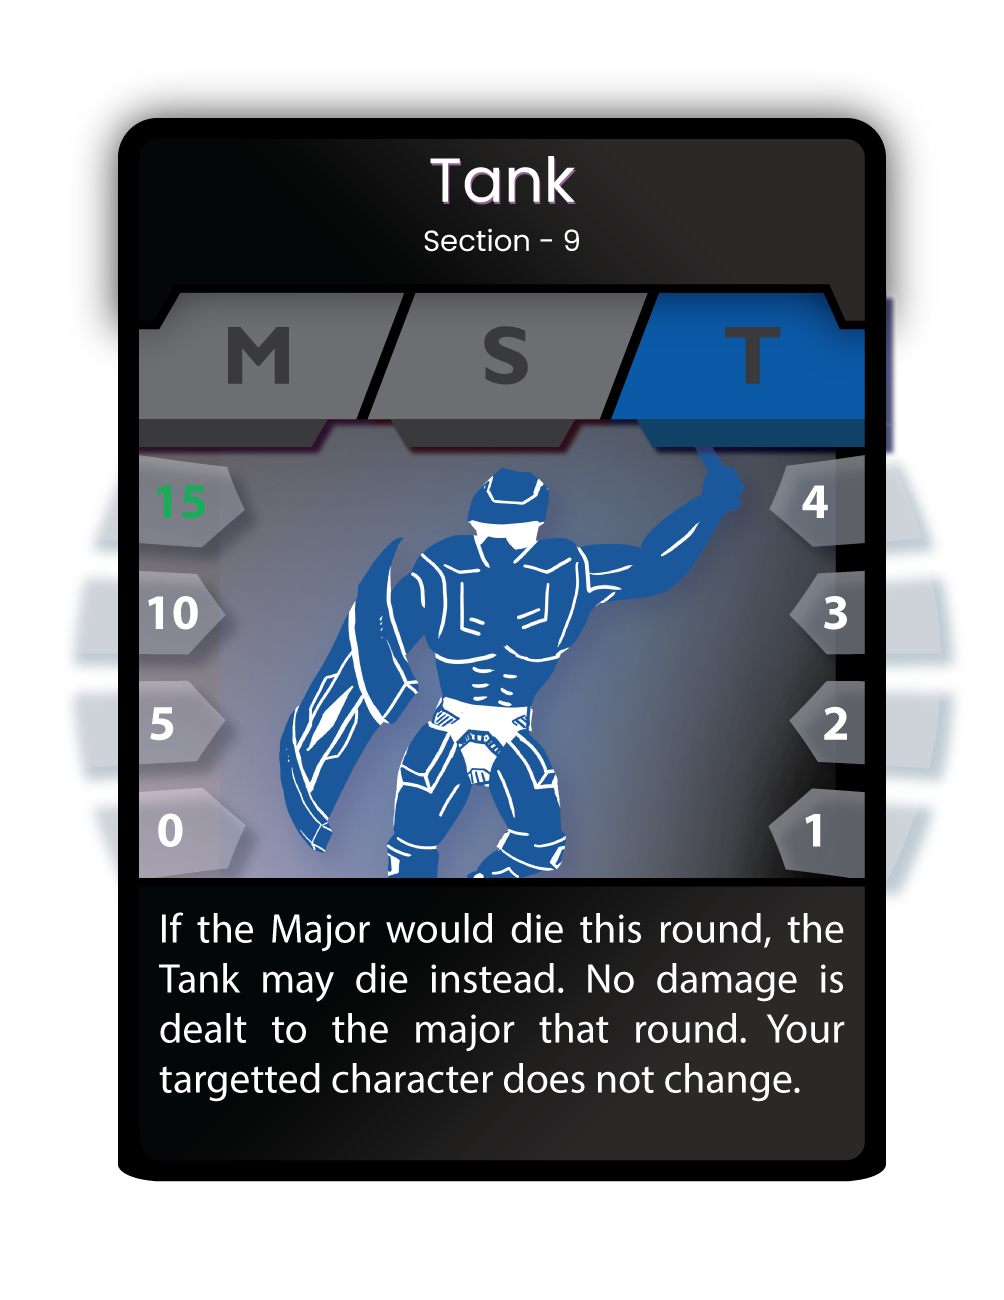 Tank
Section - 9
M S T
15 4
10 3
5 2
0 1
If the Major would die this round, the
Tank may die instead. No damage is
dealt to the major that round. Your
targetted character does not change.